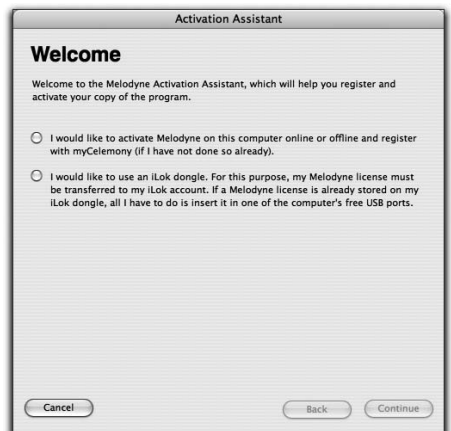 Activation Assistant
Welcome
Welcome to the Melodyne Activation Assistant, which will help you register and
activate your copy of the program.
I would like to activate Melodyne on this computer online or offline and register
with myCelemony (if I have not done so already).
I would like to use an iLok dongle. For this purpose, my Melodyne license must
be transferred to my iLok account. If a Melodyne license is already stored on my
iLok dongle, all I have to do is insert it in one of the computer's free USB ports.
Cancel
Back
Continue